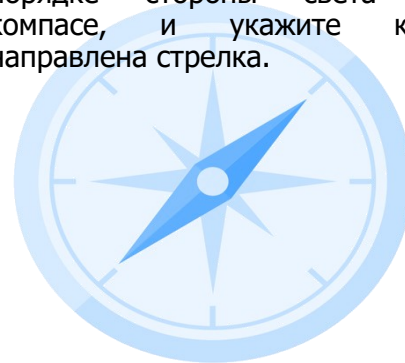 порядке стороны света
компасе, и укажите к
направлена стрелка.